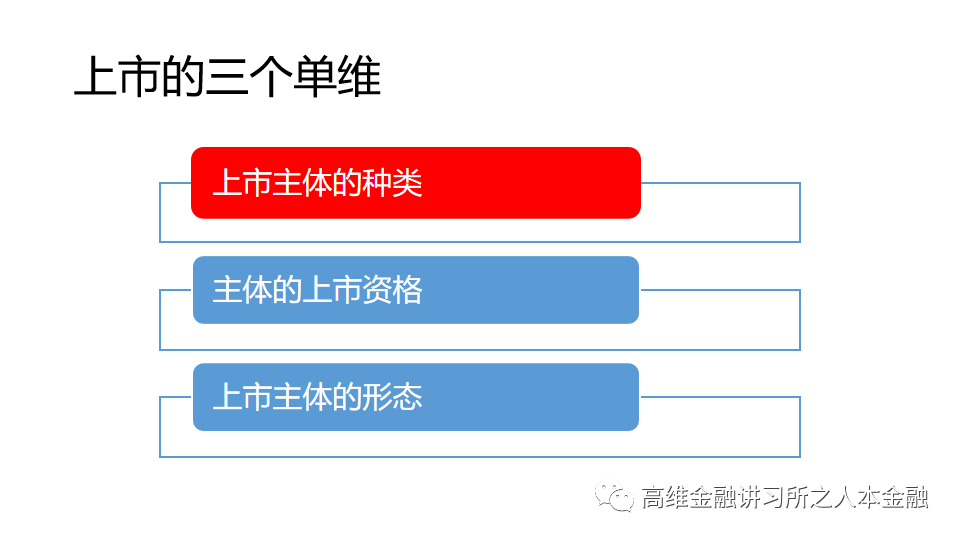 上市的三个单维
上市主体的种类
主体的上市资格
上市主体的形态
高维金融讲习所之人本金融